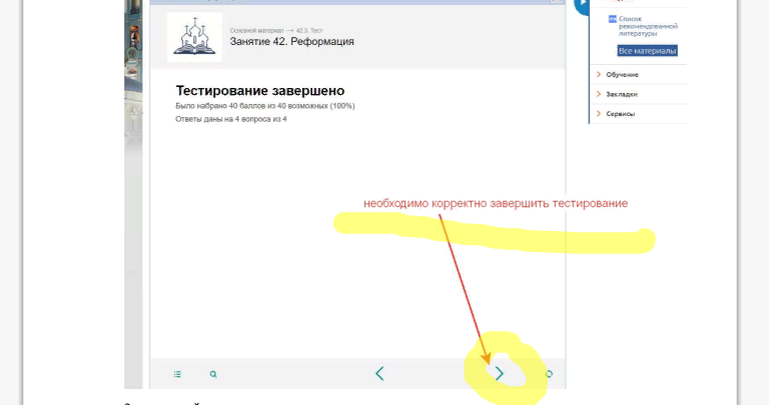 Основной материал → 42.3. Тест
Занятие 42. Реформация
Список
рекомендованной
литературы
Все материалы
Обучение
Закладки
Сервисы
Тестирование завершено
Было набрано 40 баллов из 40 возможных (100%)
Ответы даны на 4 вопроса из 4
необходимо корректно завершить тестирование